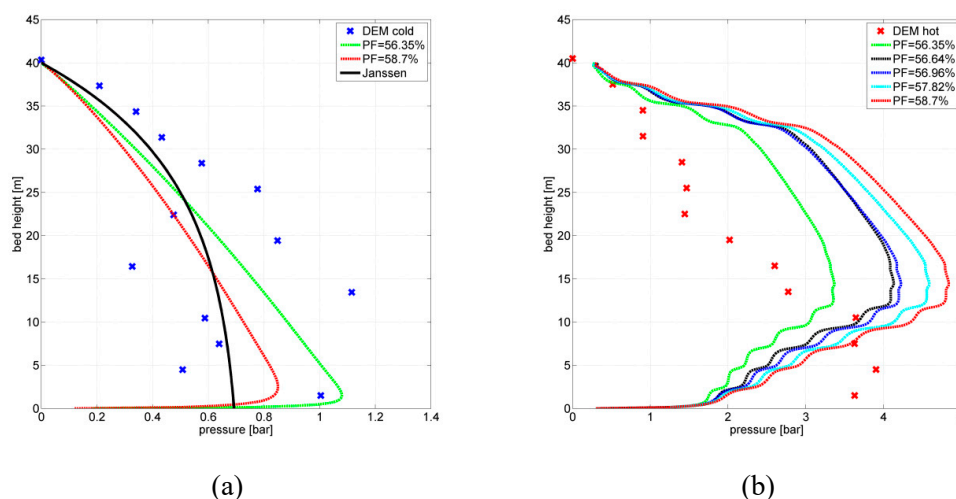 45
40
35
30
25
20
15
10
5
0
bed height [m]
0
0.2
0.4
0.6
0.8
1
1.2
1.4
pressure [bar]
DEM cold
PF=56.35%
PF=58.7%
Janssen
(a)
45
40
35
30
25
20
15
10
5
0
bed height [m]
0
1
2
3
4
pressure [bar]
DEM hot
PF=56.35%
PF=56.64%
PF=56.96%
PF=57.82%
PF=58.7%
(b)